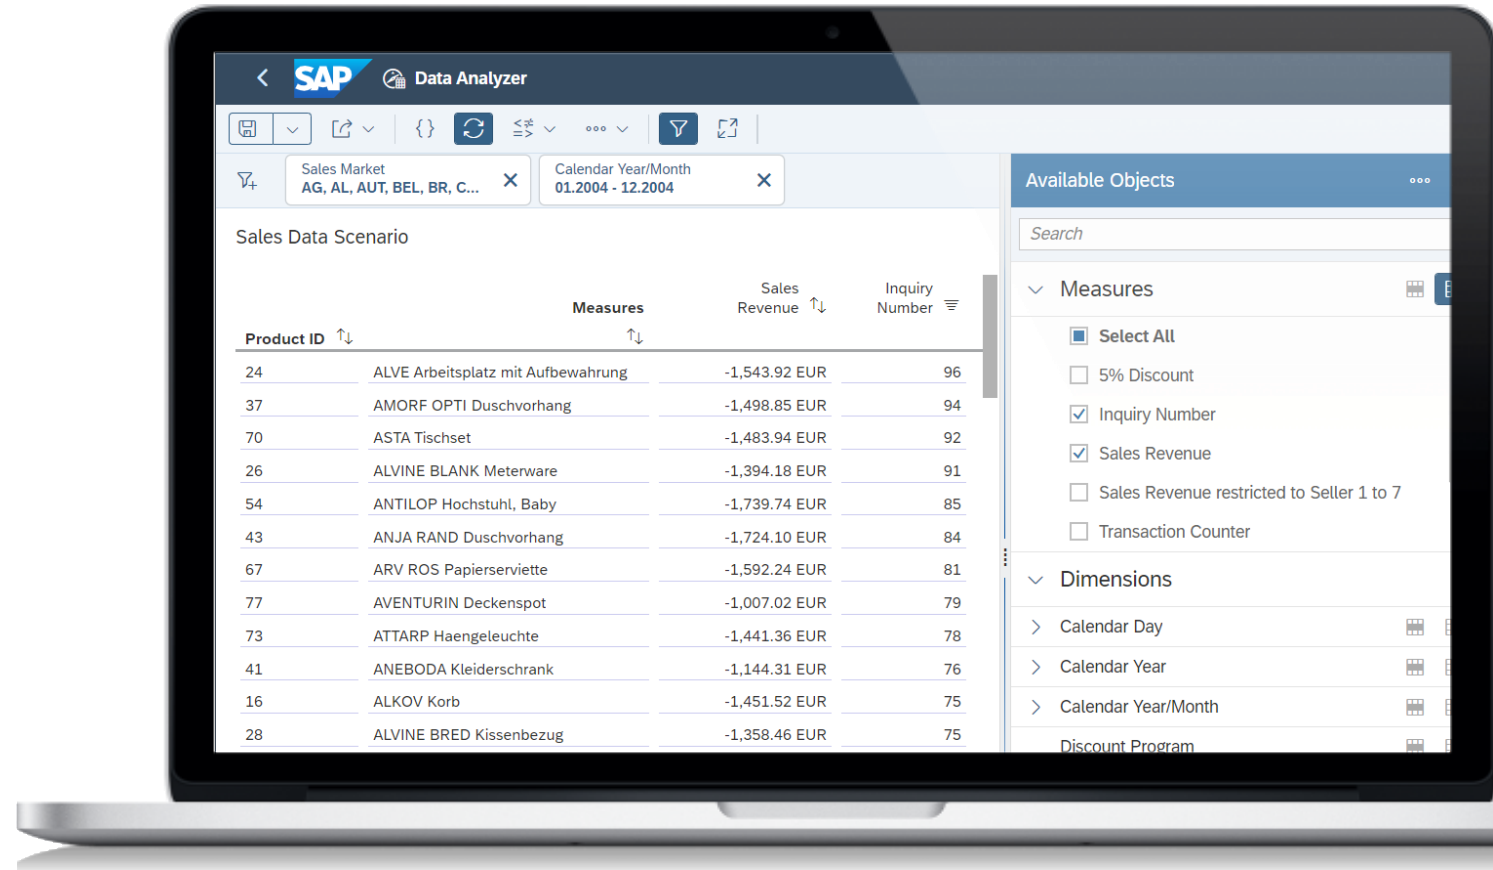 SAP Data Analyzer
Sales Market
AG, AL, AUT, BEL, BR, C...
Calendar Year/Month
01.2004 - 12.2004
Sales Data Scenario
Product ID
Measures
Sales
Revenue
Inquiry
Number
24 ALVE Arbeitsplatz mit Aufbewahrung -1,543.92 EUR 96
37 AMORF OPTI Duschvorhang -1,498.85 EUR 94
70 ASTA Tischset -1,483.94 EUR 92
26 ALVINE BLANK Meterware -1,394.18 EUR 91
54 ANTILOP Hochstuhl, Baby -1,739.74 EUR 85
43 ANJA RAND Duschvorhang -1,724.10 EUR 84
67 ARV ROS Papierserviette -1,592.24 EUR 81
77 AVENTURIN Deckenspot -1,007.02 EUR 79
73 ATTARP Haengeleuchte -1,441.36 EUR 78
41 ANEBODA Kleiderschrank -1,144.31 EUR 76
16 ALKOV Korb -1,451.52 EUR 75
28 ALVINE BRED Kissenbezug -1,358.46 EUR 75
Available Objects
Search
Measures
Select All
5% Discount
Inquiry Number
Sales Revenue
Sales Revenue restricted to Seller 1 to 7
Transaction Counter
Dimensions
Calendar Day
Calendar Year
Calendar Year/Month
Discount Program